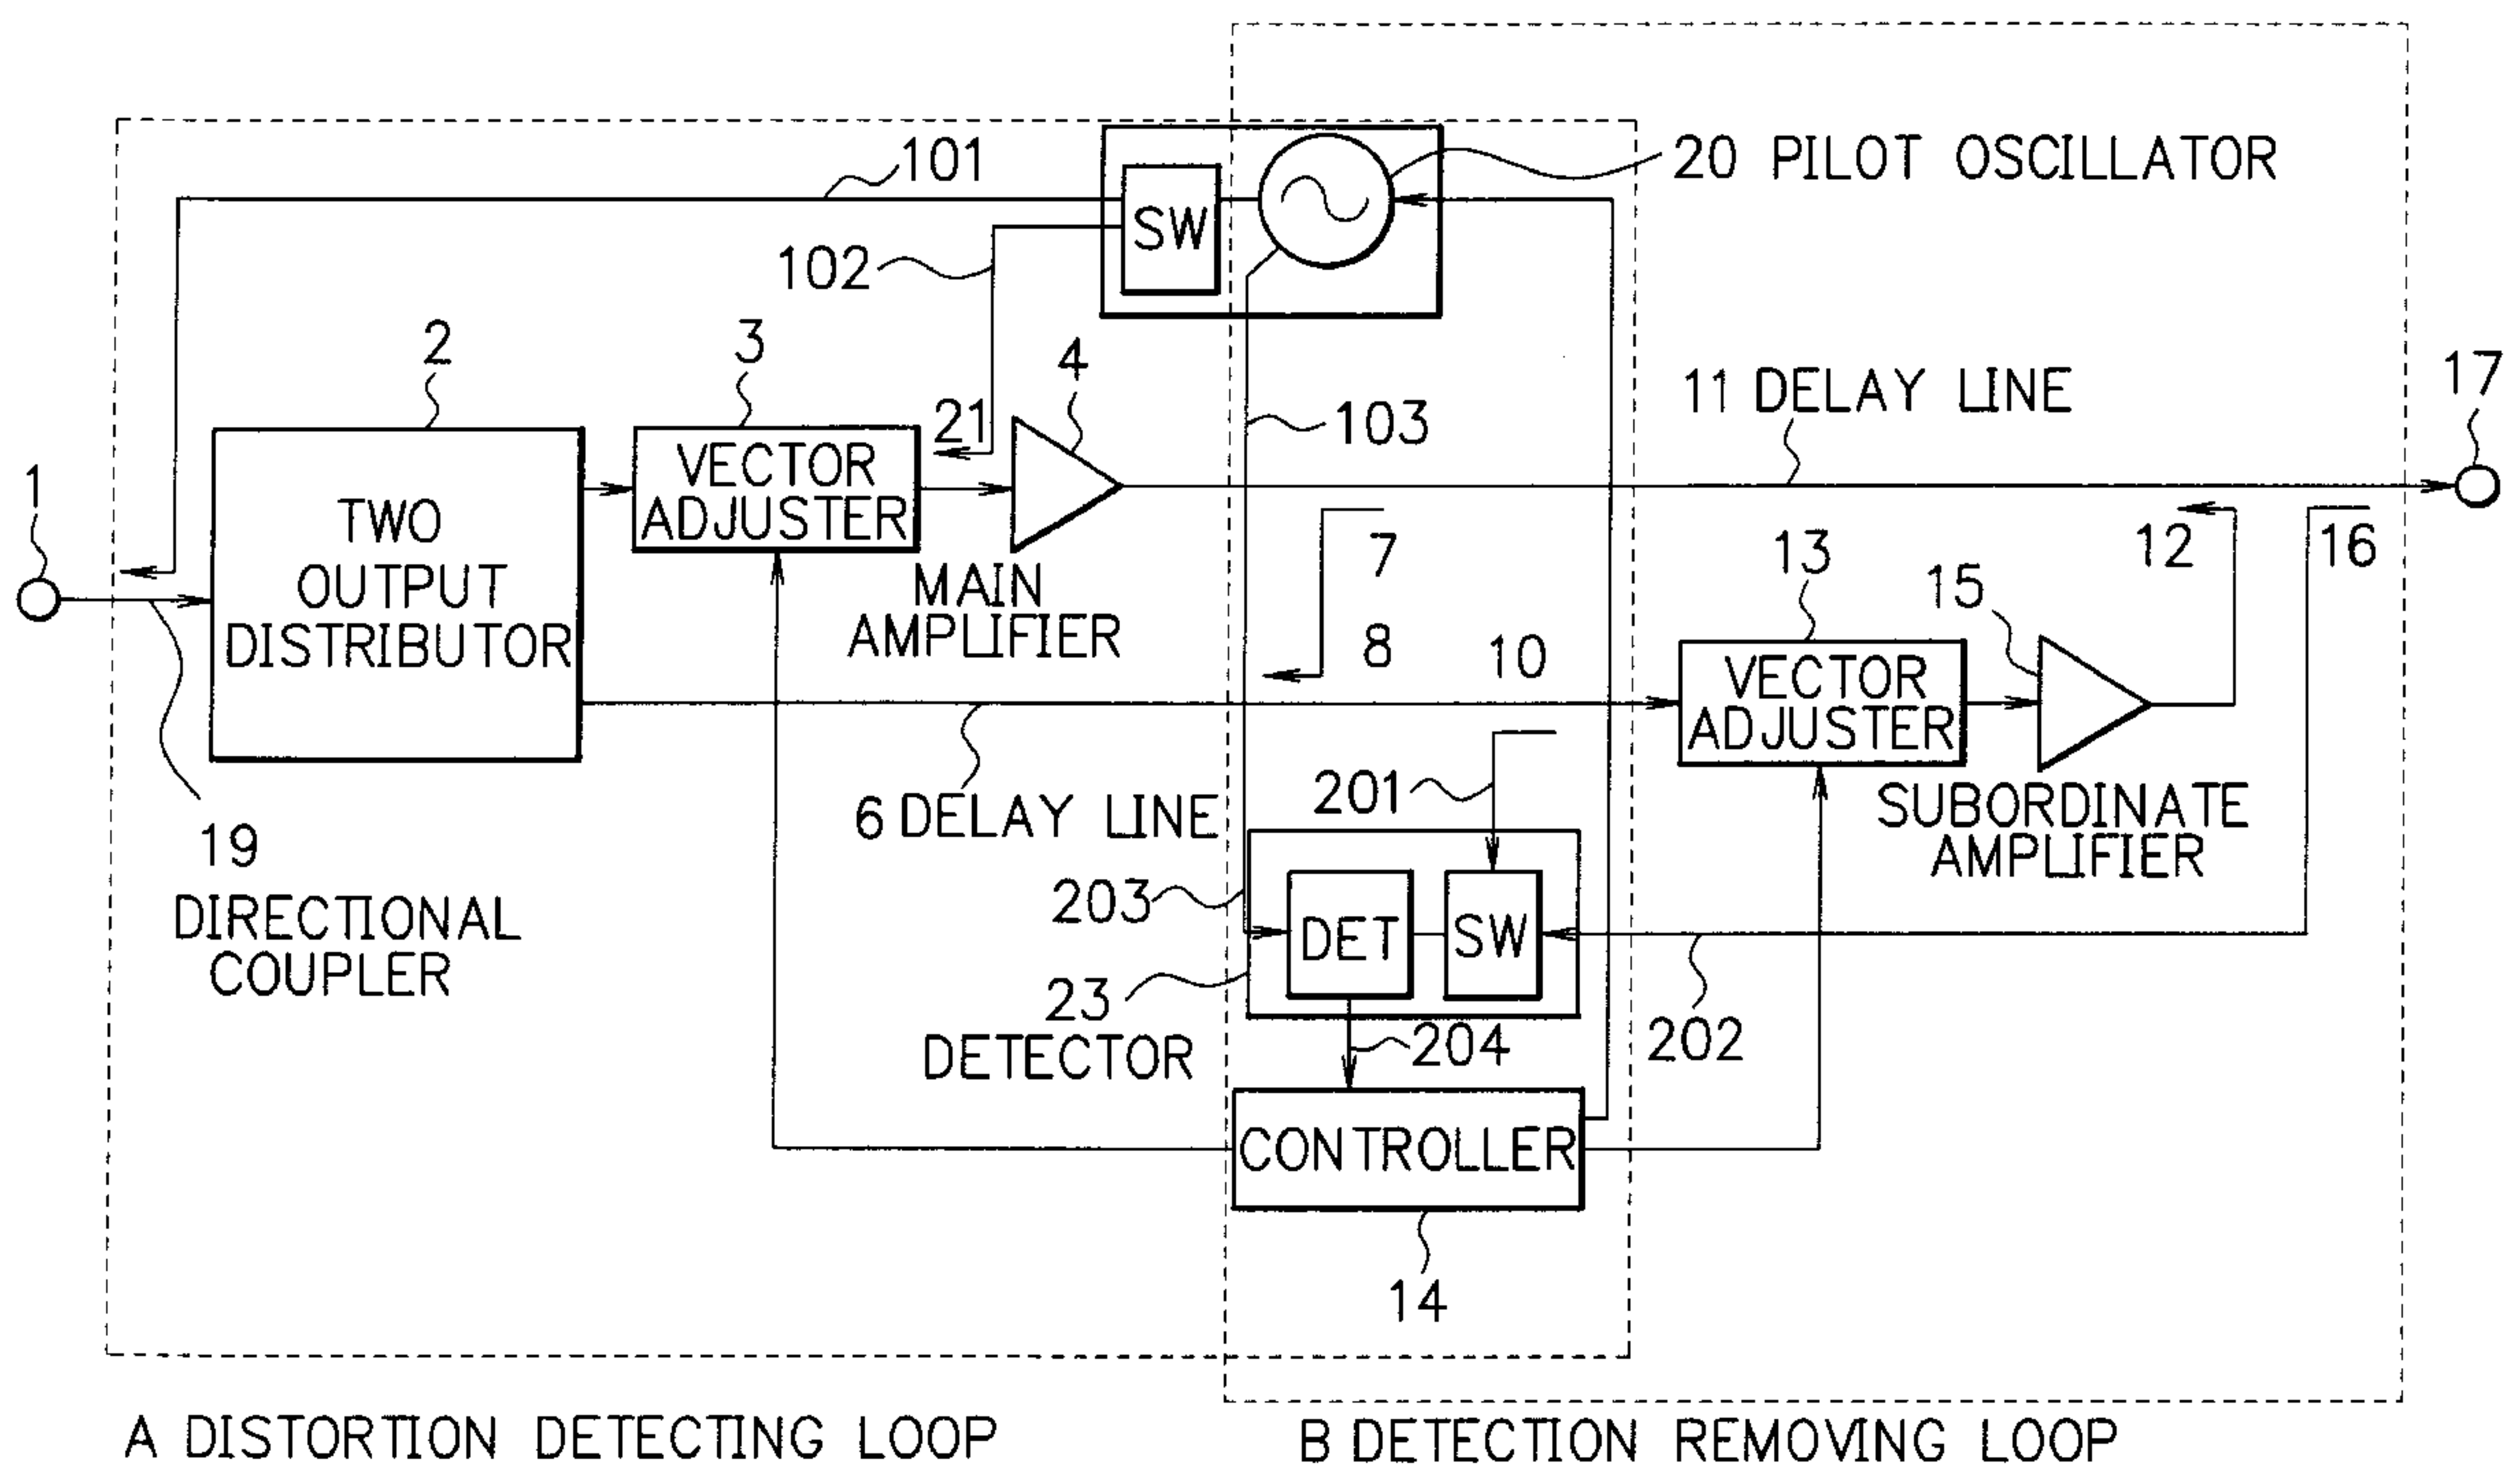 101
20 PILOT OSCILLATOR
SW
102
2
3
4
21
103
11 DELAY LINE
17
1
TWO
OUTPUT
DISTRIBUTOR
VECTOR
ADJUSTER
MAIN
AMPLIFIER
7
8
10
12
16
13
15
VECTOR
ADJUSTER
SUBORDINATE
AMPLIFIER
6 DELAY LINE
201
19
DIRECTIONAL
COUPLER
203
DET
SW
23
DETECTOR
204
202
CONTROLLER
14
A DISTORTION DETECTING LOOP
B DETECTION REMOVING LOOP